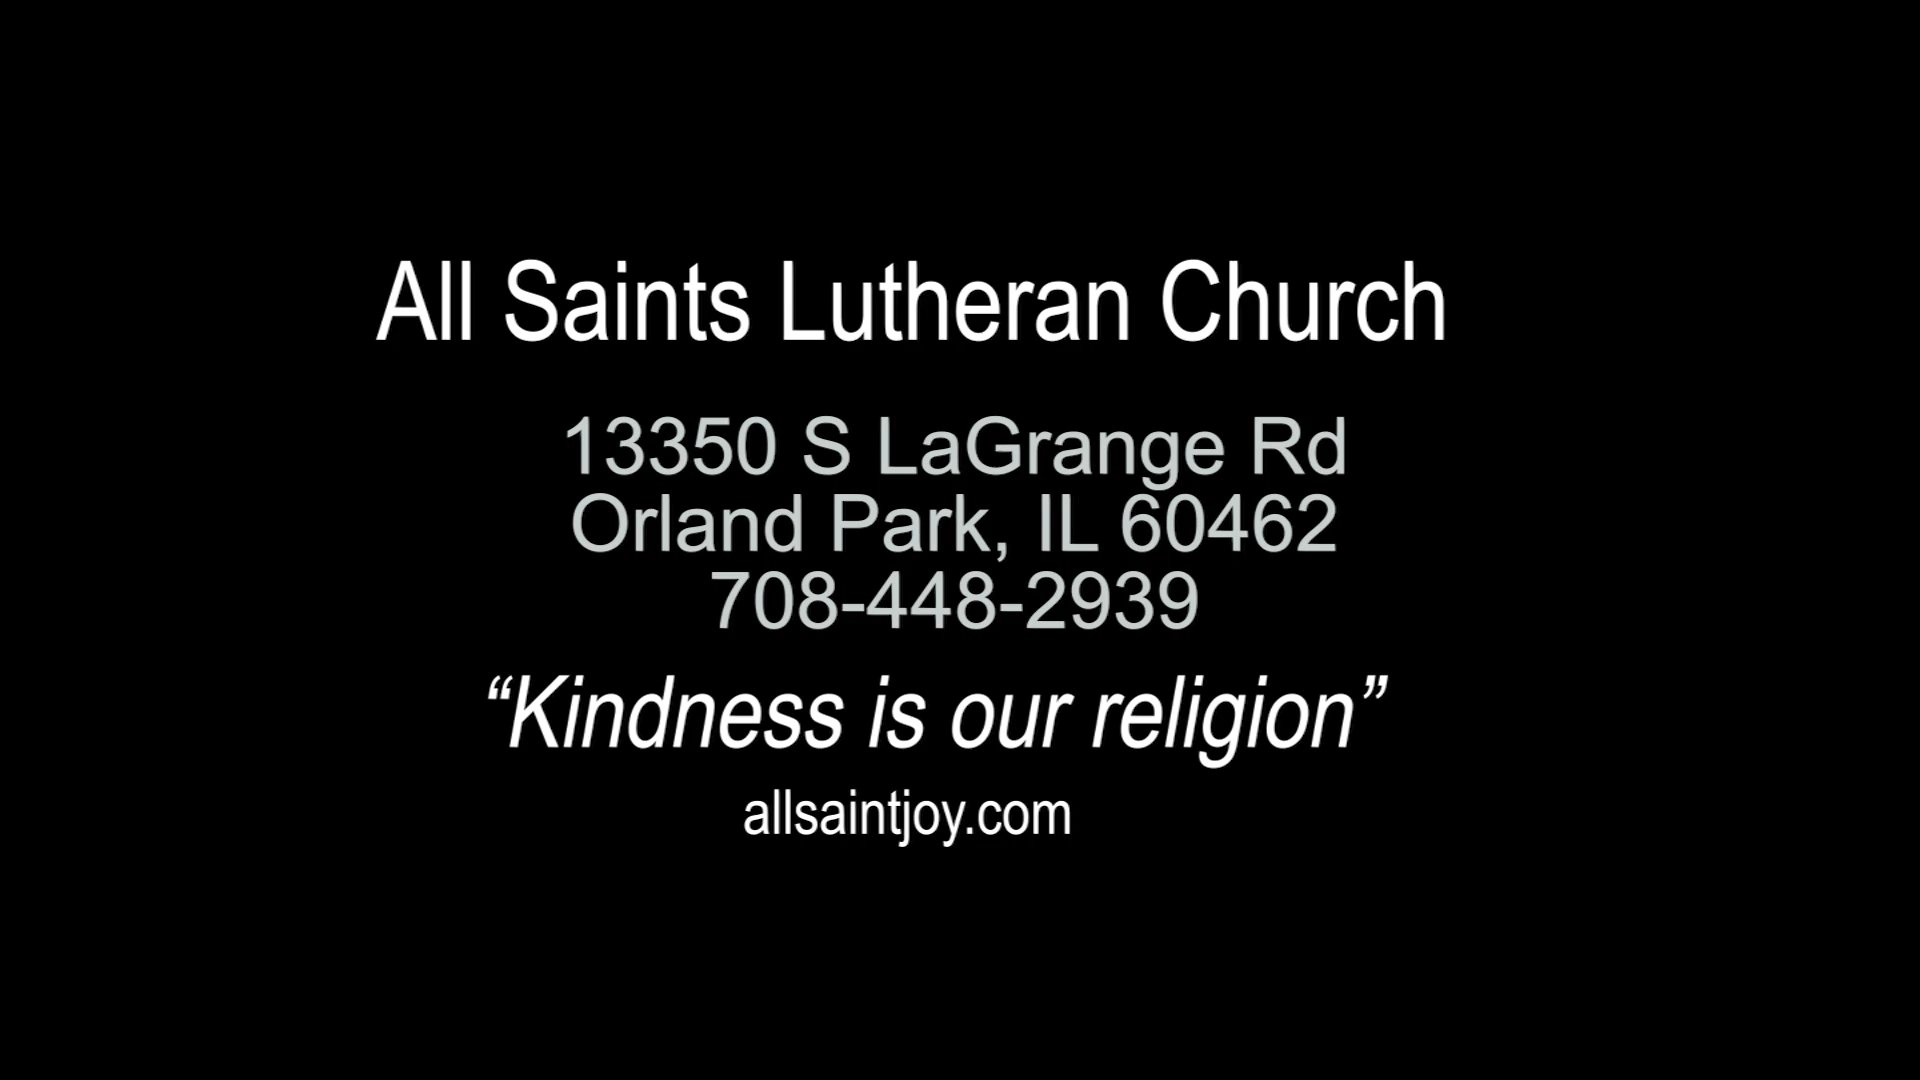 All Saints Lutheran Church
13350 S LaGrange Rd
Orland Park, IL 60462
708-448-2939
“Kindness is our religion”
allsaintjoy.com